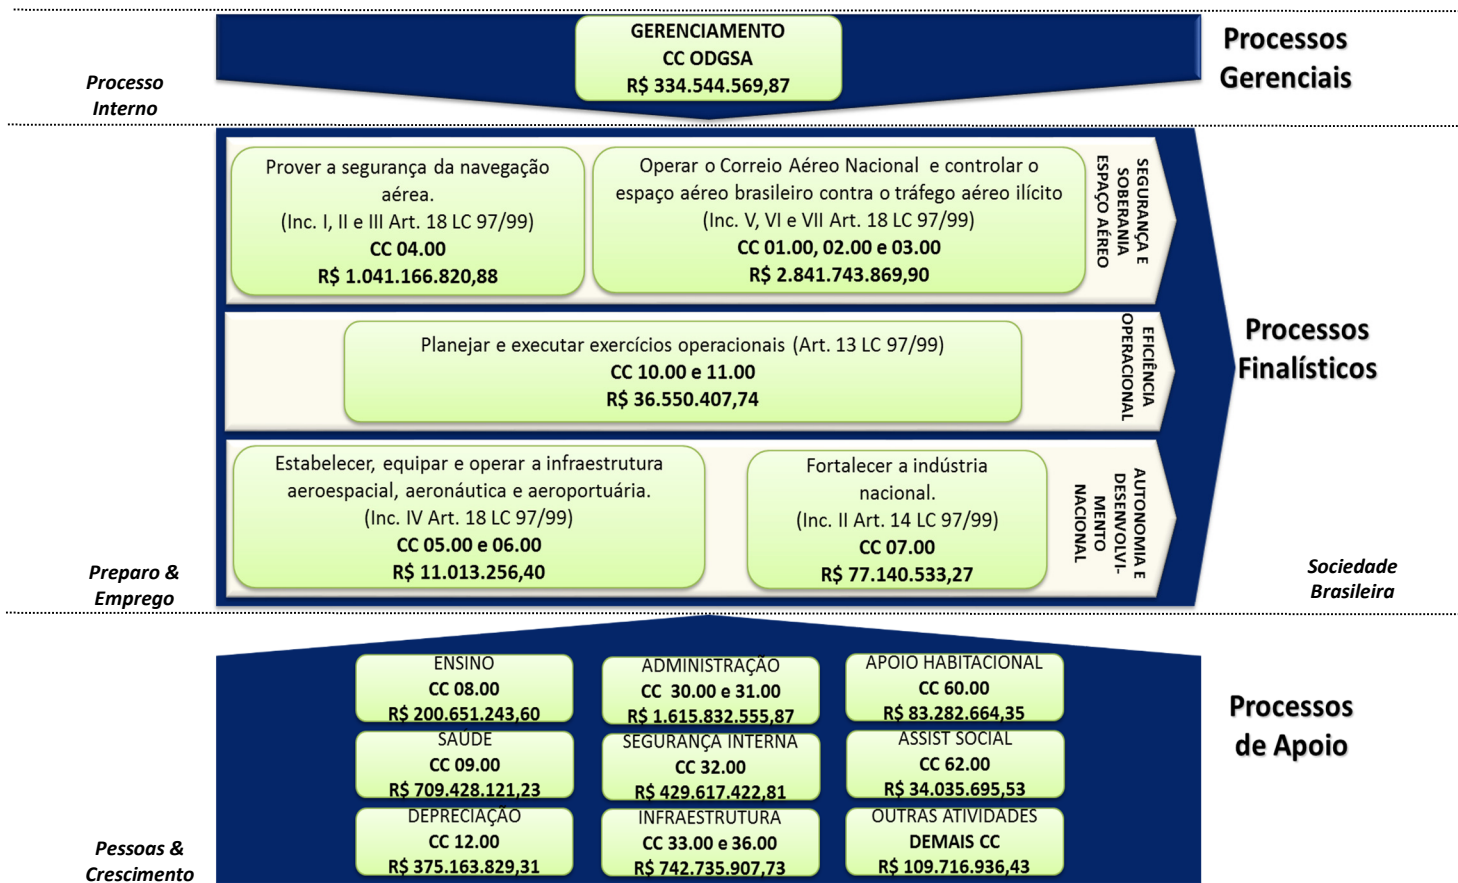 GERENCIAMENTO
CC ODGSA
R$ 334.544.569,87
Processos
Gerenciais
Processo
Interno
Prover a segurança da navegação
aérea.
(Inc. I, II e III Art. 18 LC 97/99)
CC 04.00
R$ 1.041.166.820,88
Operar o Correio Aéreo Nacional e controlar o
espaço aéreo brasileiro contra o tráfego aéreo ilícito
(Inc. V, VI e VII Art. 18 LC 97/99)
CC 01.00, 02.00 e 03.00
R$ 2.841.743.869,90
SEGURANÇA E
SOBERANIA
ESPAÇO AÉREO
Planejar e executar exercícios operacionais (Art. 13 LC 97/99)
CC 10.00 e 11.00
R$ 36.550.407,74
EFICIÊNCIA
OPERACIONAL
Processos
Finalísticos
Estabelecer, equipar e operar a infraestrutura
aeroespacial, aeronáutica e aeroportuária.
(Inc. IV Art. 18 LC 97/99)
CC 05.00 e 06.00
R$ 11.013.256,40
Fortalecer a indústria
nacional.
(Inc. II Art. 14 LC 97/99)
CC 07.00
R$ 77.140.533,27
AUTONOMIA E
DESENVOLVI-
MENTO
NACIONAL
Preparo &
Emprego
Sociedade
Brasileira
ENSINO
CC 08.00
R$ 200.651.243,60
ADMINISTRAÇÃO
CC 30.00 e 31.00
R$ 1.615.832.555,87
APOIO HABITACIONAL
CC 60.00
R$ 83.282.664,35
Processos
de Apoio
SAÚDE
CC 09.00
R$ 709.428.121,23
SEGURANÇA INTERNA
CC 32.00
R$ 429.617.422,81
ASSIST SOCIAL
CC 62.00
R$ 34.035.695,53
DEPRECIAÇÃO
CC 12.00
R$ 375.163.829,31
INFRAESTRUTURA
CC 33.00 e 36.00
R$ 742.735.907,73
OUTRAS ATIVIDADES
DEMAIS CC
R$ 109.716.936,43
Pessoas &
Crescimento